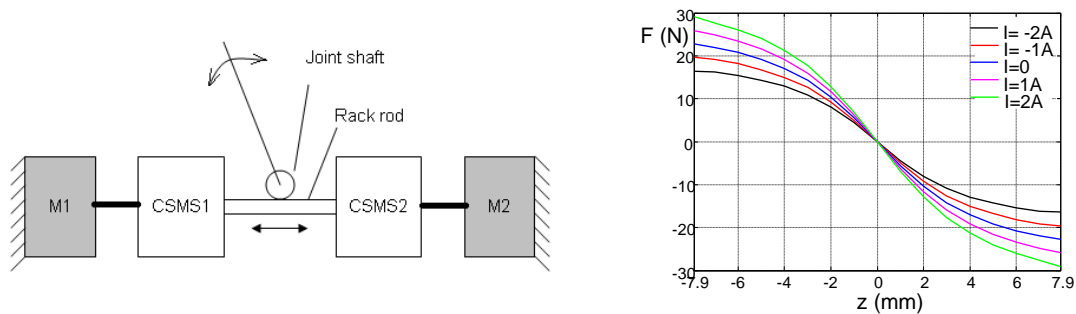 Joint shaft
Rack rod
M1
CSMS1
CSMS2
M2
F (N)
30
20
10
0
-10
-20
-30
-7.9
-6
-4
-2
0
2
4
6
7.9
z (mm)
I= -2A
I= -1A
I=0
I=1A
I=2A